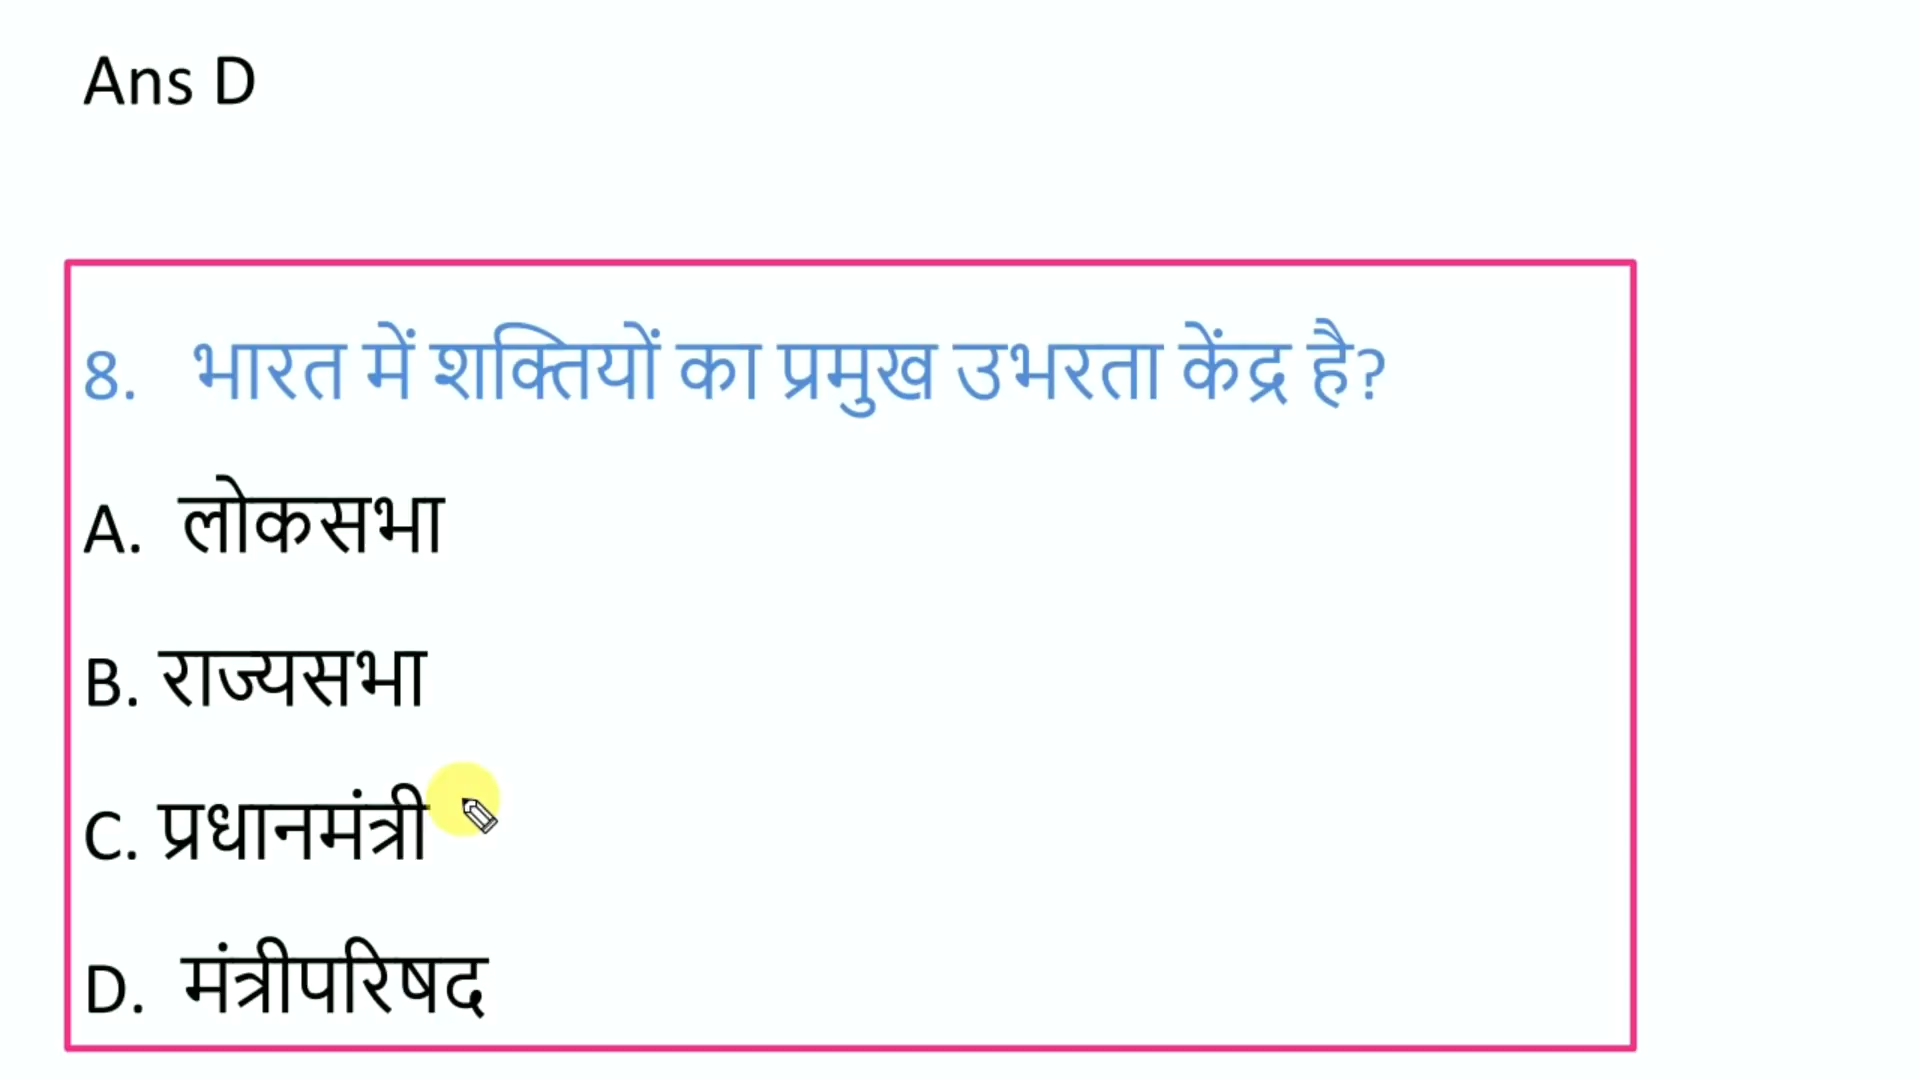 Ans D
8. भारत में शक्तियों का प्रमुख उभरता केंद्र है?
A. लोकसभा
B. राज्यसभा
C. प्रधानमंत्री
D. मंत्रीपरिषद